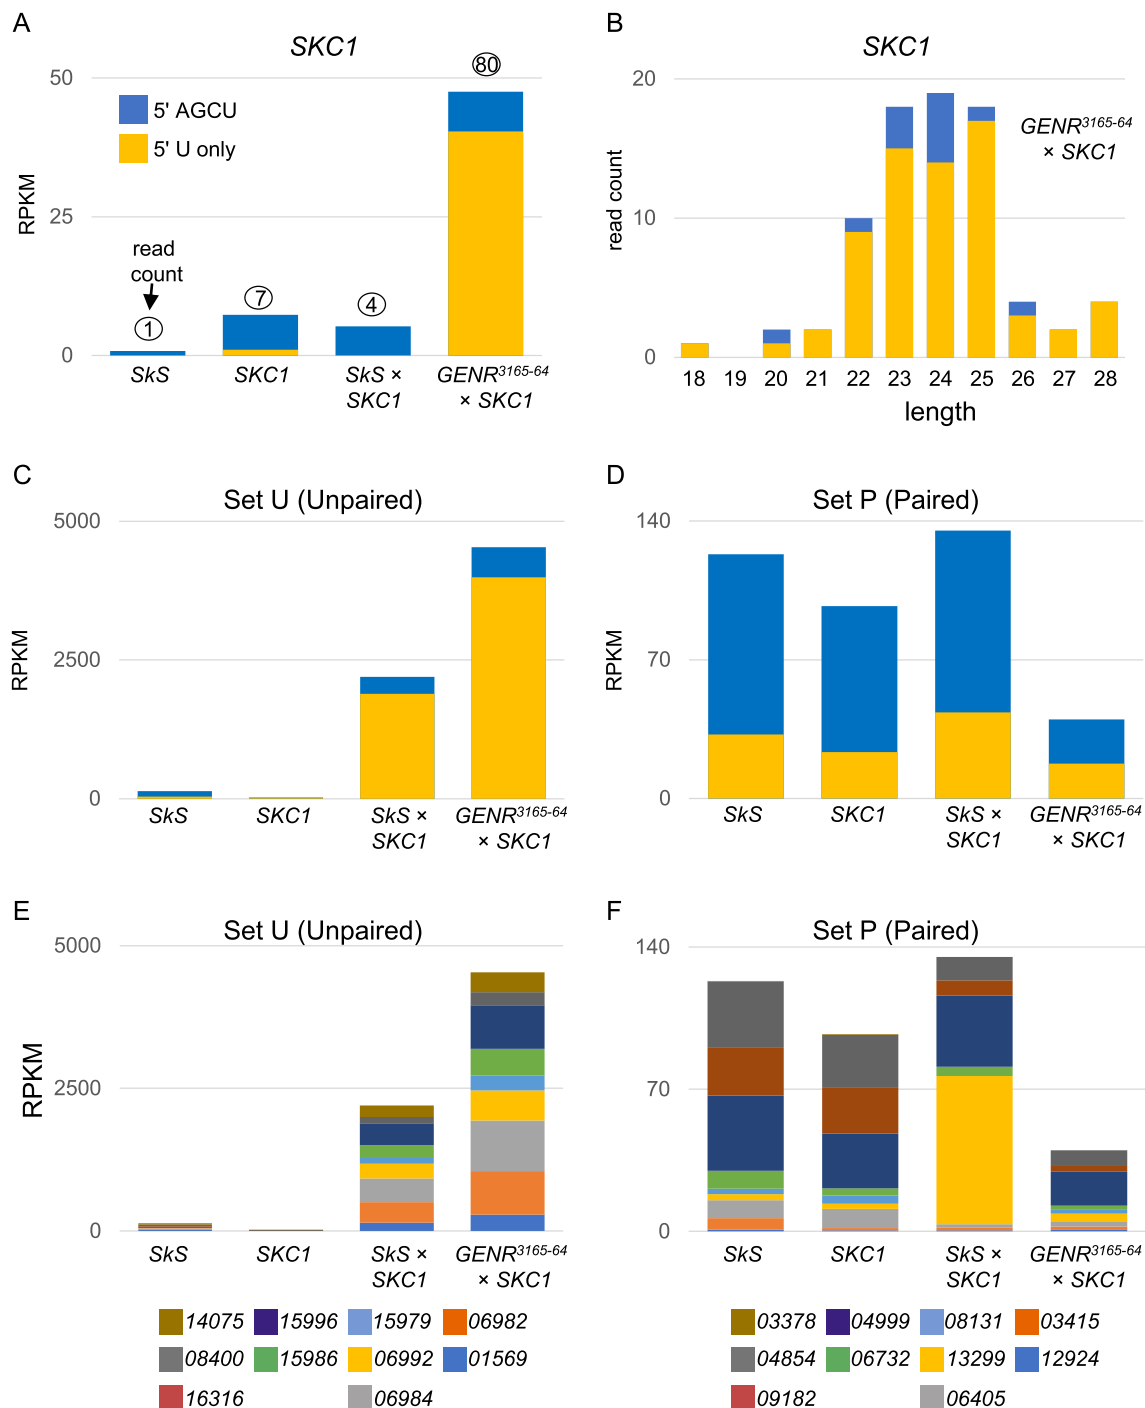 A
SKC1
50
5' AGCU
5' U only
80
25
RPKM
read
count
1
7
4
0
SkS
SKC1
SkS ×
SKC1
GENR3165-64
× SKC1
B
SKC1
20
GENR3165-64
× SKC1
read count
10
0
18 19 20 21 22 23 24 25 26 27 28
length
C
Set U (Unpaired)
5000
RPKM
2500
0
SkS
SKC1
SkS ×
SKC1
GENR3165-64
× SKC1
D
Set P (Paired)
140
RPKM
70
0
SkS
SKC1
SkS ×
SKC1
GENR3165-64
× SKC1
E
Set U (Unpaired)
5000
RPKM
2500
0
SkS
SKC1
SkS ×
SKC1
GENR3165-64
× SKC1
14075 15996 15979 06982
08400 15986 06992 01569
16316 06984
F
Set P (Paired)
140
70
0
SkS
SKC1
SkS ×
SKC1
GENR3165-64
× SKC1
03378 04999 08131 03415
04854 06732 13299 12924
09182 06405